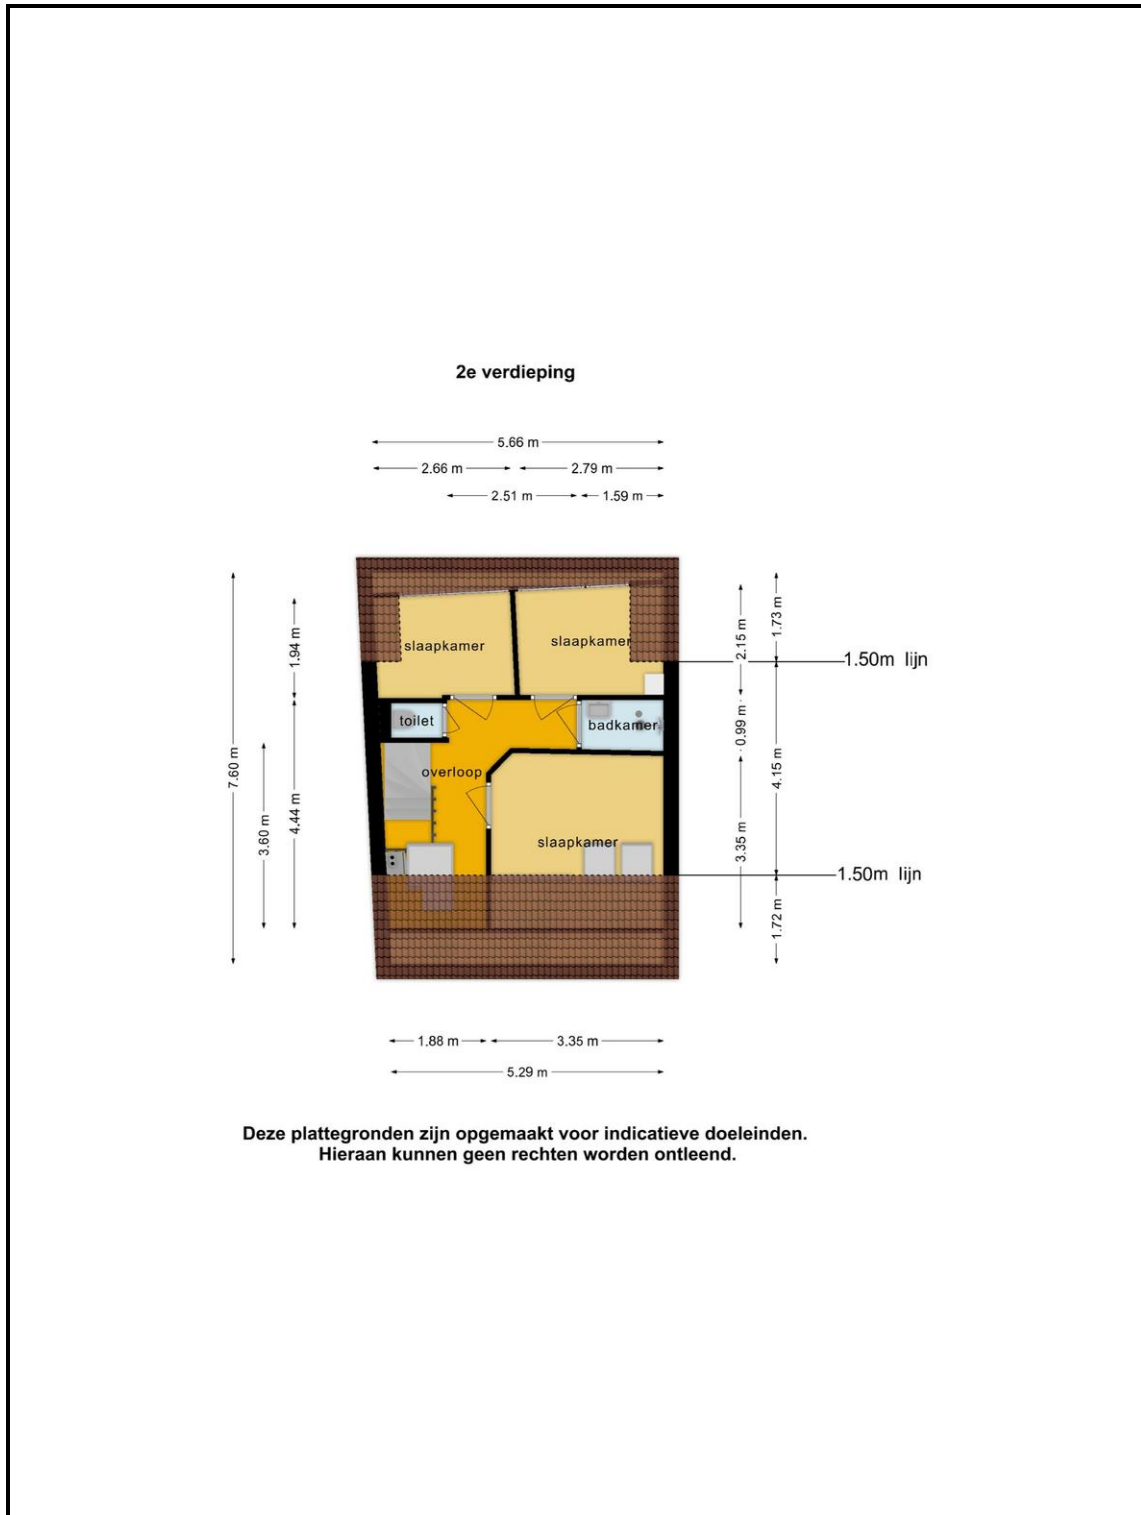 2e verdieping
5.66 m
2.66 m
2.79 m
2.51 m
1.59 m
1.73 m
2.15 m
1.94 m
slaapkamer
slaapkamer
1.50m lijn
toilet
badkamer
0.99 m
overloop
7.60 m
4.15 m
4.44 m
3.60 m
3.35 m
slaapkamer
1.50m lijn
1.72 m
1.88 m
3.35 m
5.29 m
Deze plattegronden zijn opgemaakt voor indicatieve doeleinden.
Hieraan kunnen geen rechten worden ontleend.